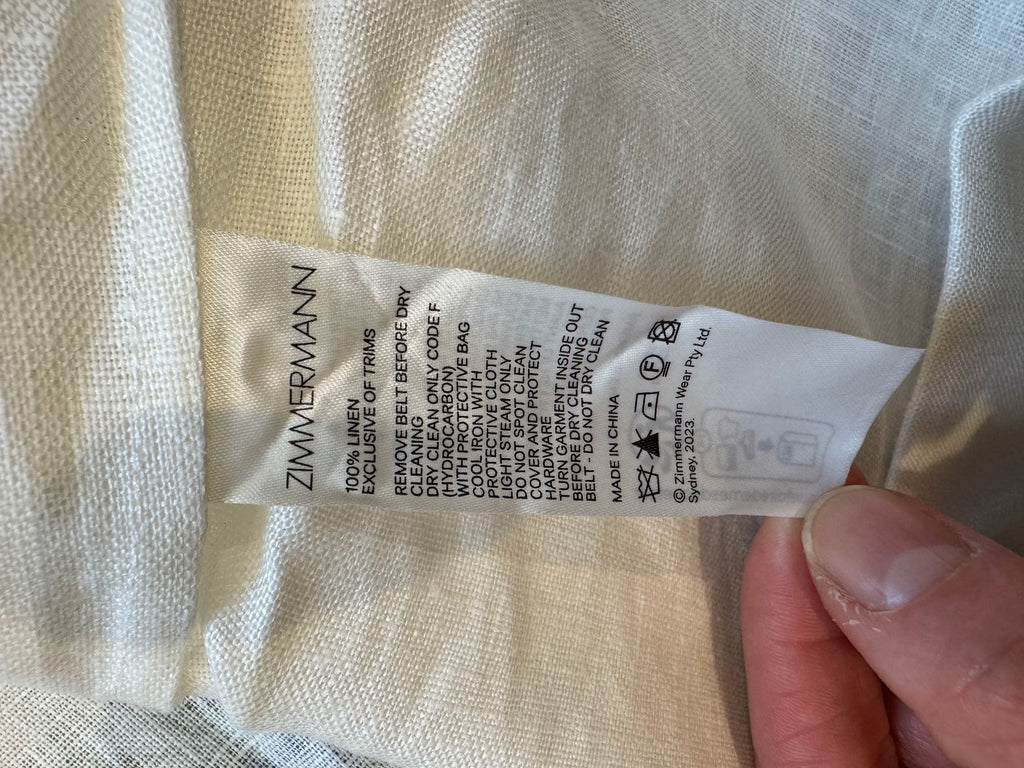 ZIMMERMANN
100% LINEN
EXCLUSIVE OF TRIMS
REMOVE BELT BEFORE DRY
CLEANING
DRY CLEAN ONLY CODE F
(HYDROCARBON)
WITH PROTECTIVE BAG
COOL IRON WITH
PROTECTIVE CLOTH
LIGHT STEAM ONLY
DO NOT SPOT CLEAN
COVER AND PROTECT
HARDWARE
TURN GARMENT INSIDE OUT
BEFORE DRY CLEANING
BELT - DO NOT DRY CLEAN
MADE IN CHINA
F
© Zimmermann Wear Pty Ltd.
Sydney, 2023.